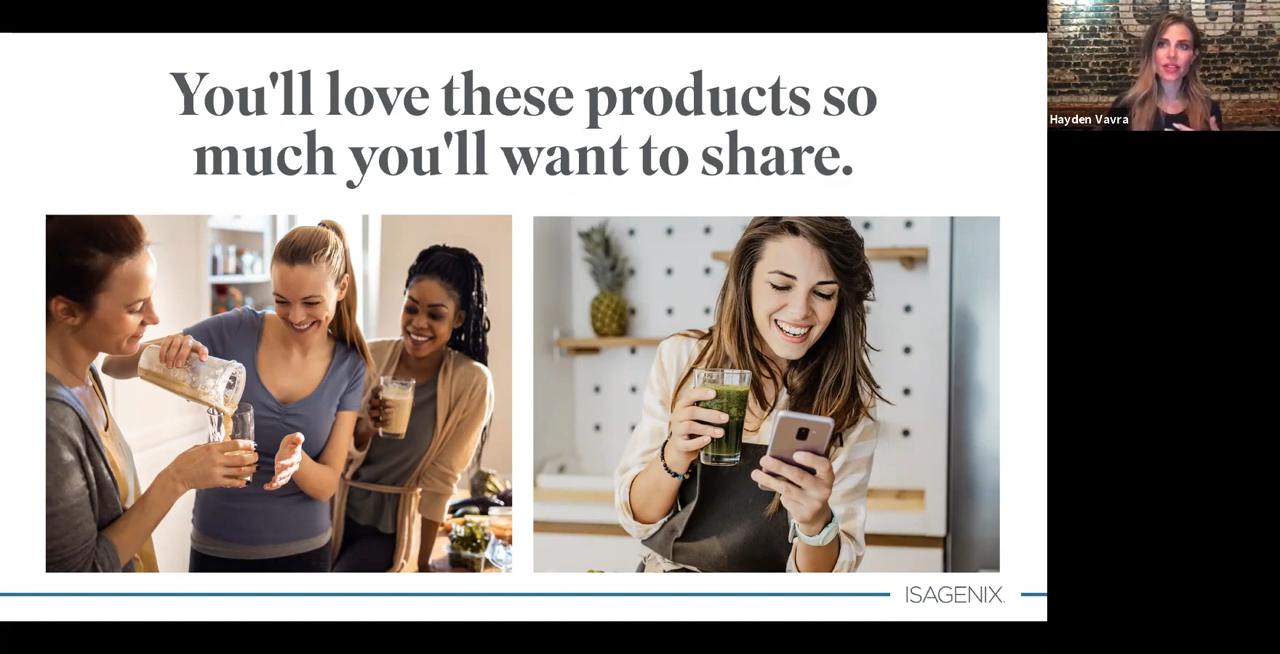 You'll love these products so
much you'll want to share.
Hayden Vavra
ISAGENIX.